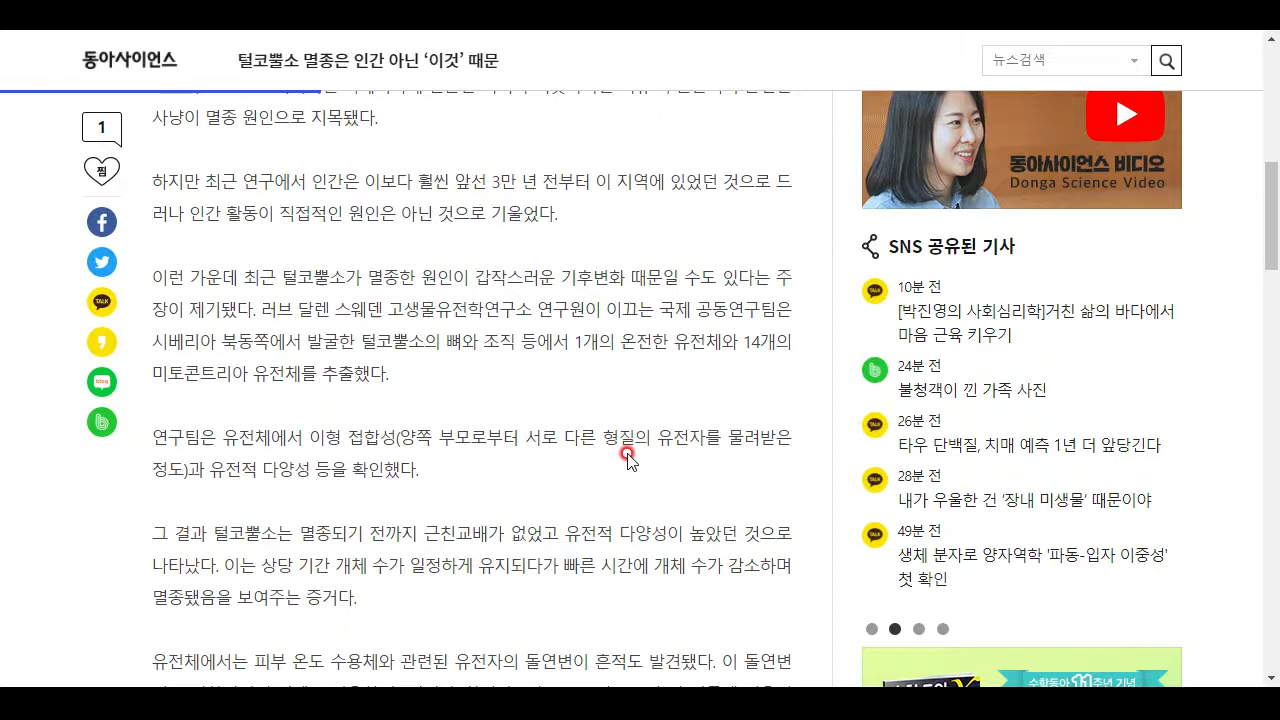 동아사이언스
털코뿔소 멸종은 인간 아닌 ‘이것’ 때문
뉴스검색
1
찜
사냥이 멸종 원인으로 지목됐다.
하지만 최근 연구에서 인간은 이보다 훨씬 앞선 3만 년 전부터 이 지역에 있었던 것으로 드
러나 인간 활동이 직접적인 원인은 아닌 것으로 기울었다.
이런 가운데 최근 털코뿔소가 멸종한 원인이 갑작스러운 기후변화 때문일 수도 있다는 주
장이 제기됐다. 러브 달렌 스웨덴 고생물유전학연구소 연구원이 이끄는 국제 공동연구팀은
시베리아 북동쪽에서 발굴한 털코뿔소의 뼈와 조직 등에서 1개의 온전한 유전체와 14개의
미토콘트리아 유전체를 추출했다.
연구팀은 유전체에서 이형 접합성(양쪽 부모로부터 서로 다른 형질의 유전자를 물려받은
정도)과 유전적 다양성 등을 확인했다.
그 결과 털코뿔소는 멸종되기 전까지 근친교배가 없었고 유전적 다양성이 높았던 것으로
나타났다. 이는 상당 기간 개체 수가 일정하게 유지되다가 빠른 시간에 개체 수가 감소하며
멸종됐음을 보여주는 증거다.
유전체에서는 피부 온도 수용체와 관련된 유전자의 돌연변이 흔적도 발견됐다. 이 돌연변
동아사이언스 비디오
Donga Science Video
SNS 공유된 기사
TALK
10분 전
[박진영의 사회심리학]거친 삶의 바다에서
마음 근육 키우기
24분 전
불청객이 낀 가족 사진
TALK
26분 전
타우 단백질, 치매 예측 1년 더 앞당긴다
TALK
28분 전
내가 우울한 건 ‘장내 미생물’ 때문이야
TALK
49분 전
생체 분자로 양자역학 '파동-입자 이중성'
첫 확인
수학동아 11주년 기념
f
TALK
blog
b